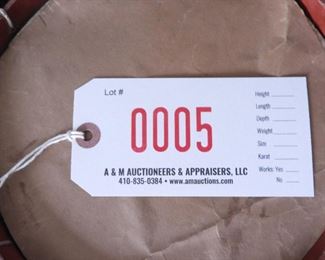 Lot #
0005
A & M AUCTIONEERS & APPRAISERS, LLC
410-835-0384 • www.amauctions.com
Height
Length
Depth
Weight
Size
Karat
Works: Yes
No